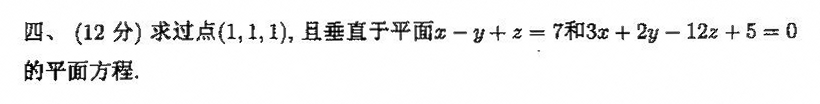 四、(12 分) 求过点(1, 1, 1), 且垂直于平面x − y + z = 7和3x + 2y − 12z + 5 = 0
的平面方程.